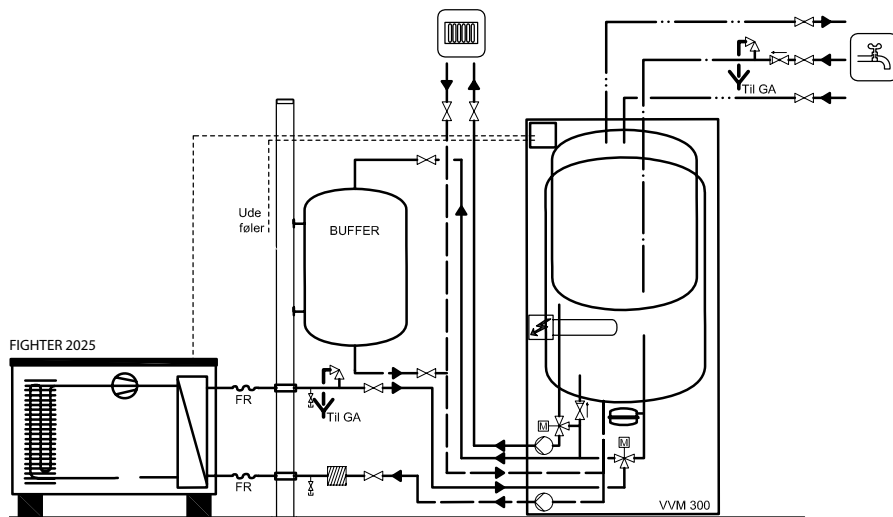 Til GA
Ude
føler
BUFFER
FIGHTER 2025
FR
Til GA
M
M
FR
VVM 300